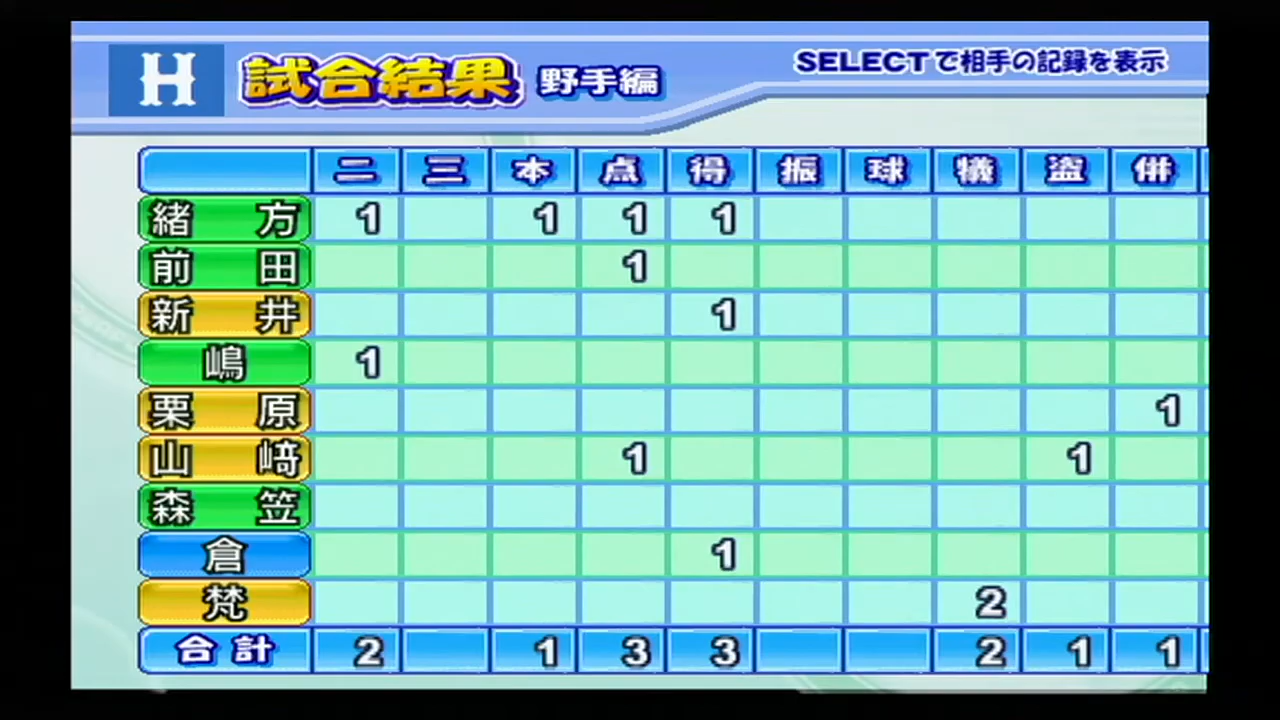 H 試合結果 野手編 SELECTで相手の記録を表示
二 三 本 点 得 振 球 犠 盗 併
緒方 1 1 1 1
前田 1
新井 1
嶋 1
栗原 1
山﨑 1 1
森笠
倉 1
梵 2
合計 2 1 3 3 2 1 1